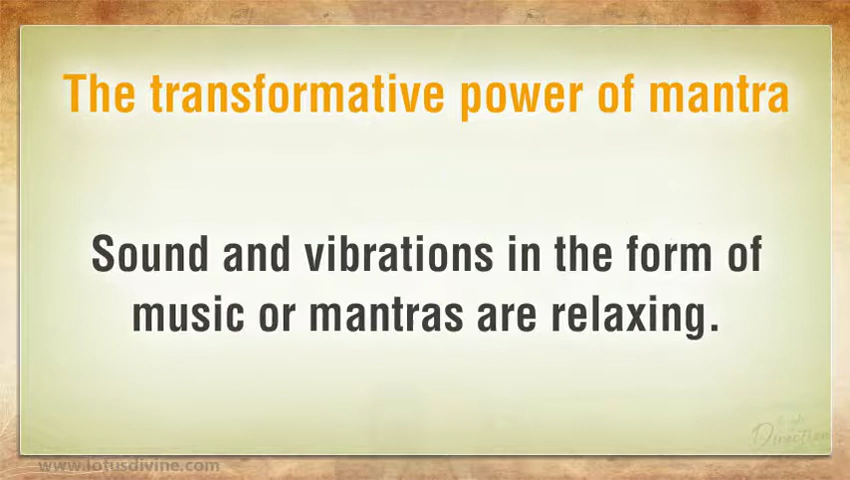 The transformative power of mantra
Sound and vibrations in the form of
music or mantras are relaxing.
Direction
www.lotusdivine.com